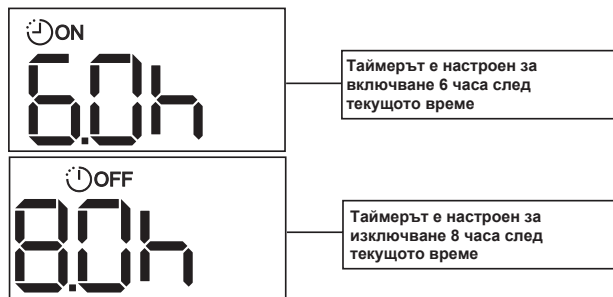 ON
6.0h
Таймерът е настроен за
включване 6 часа след
текущото време
OFF
8.0h
Таймерът е настроен за
изключване 8 часа след
текущото време